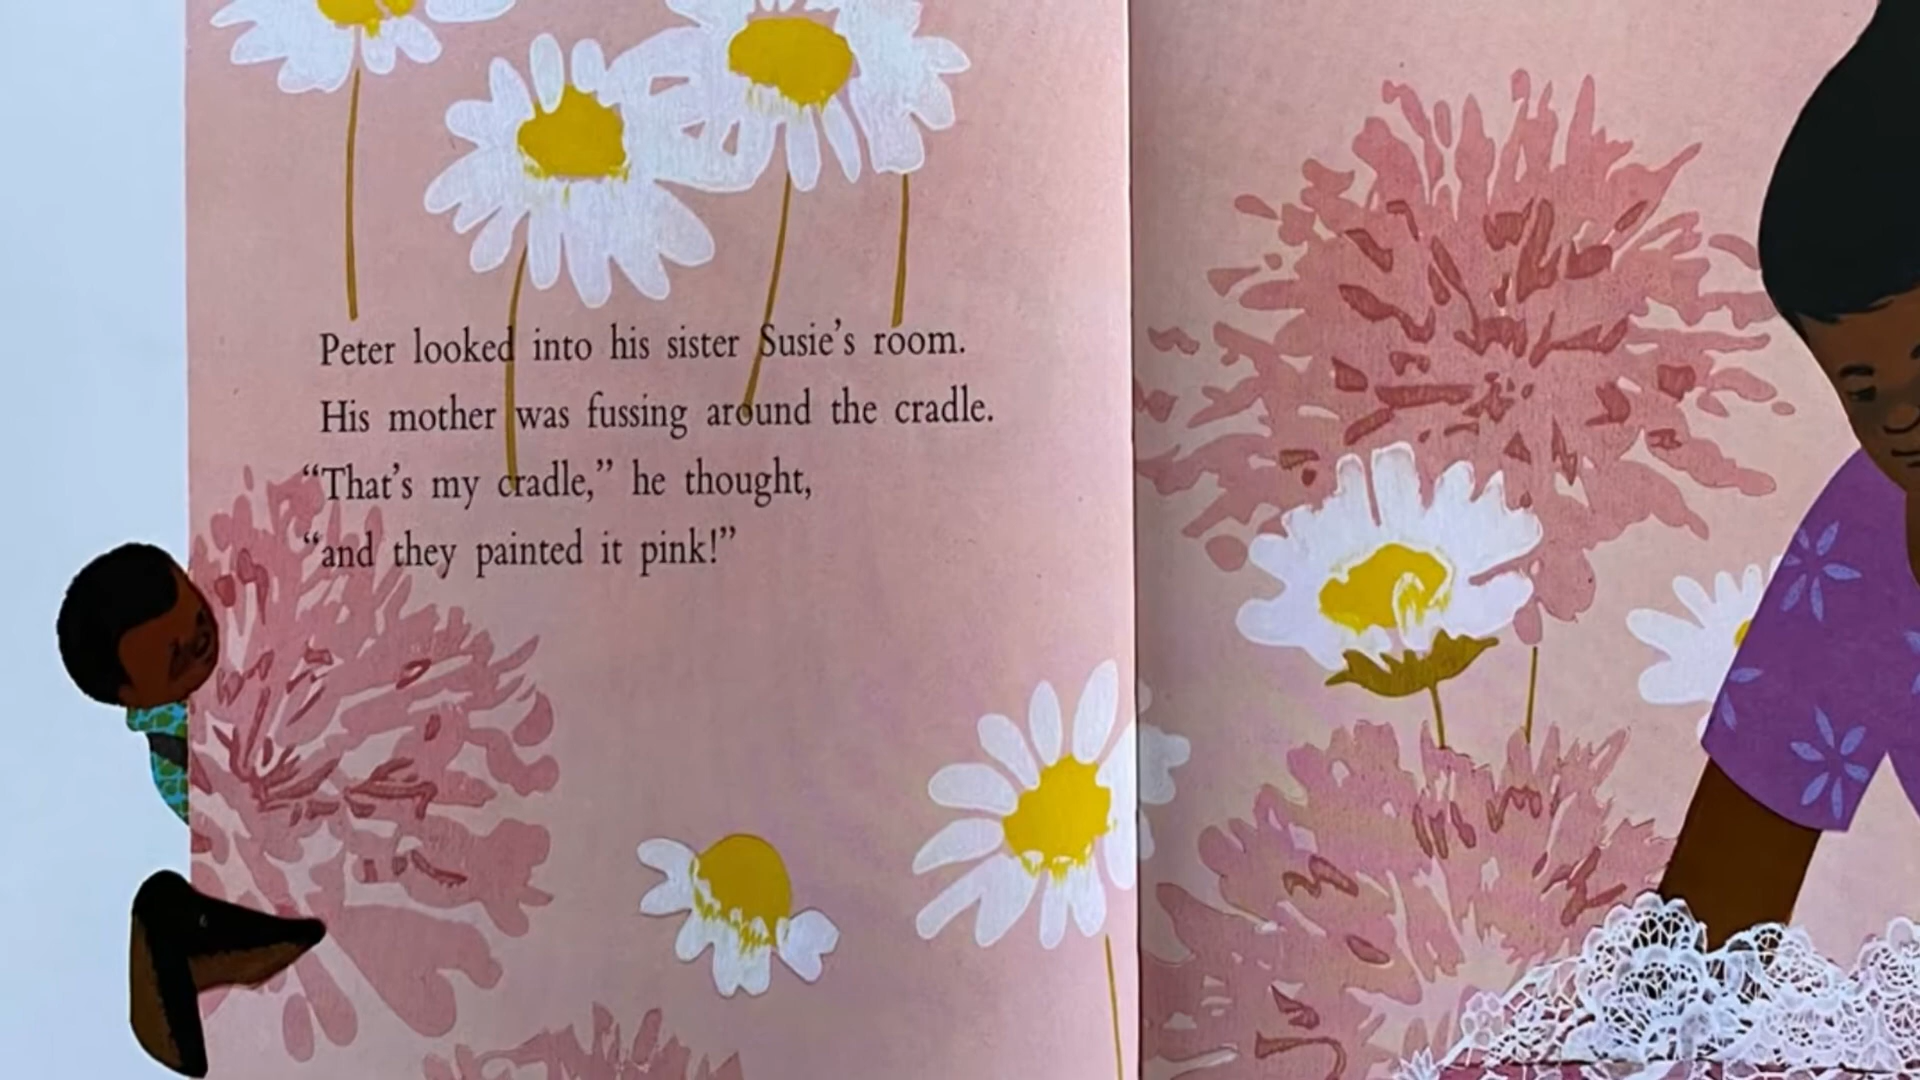 Peter looked into his sister Susie's room.
His mother was fussing around the cradle.
“That's my cradle,” he thought,
“and they painted it pink!”